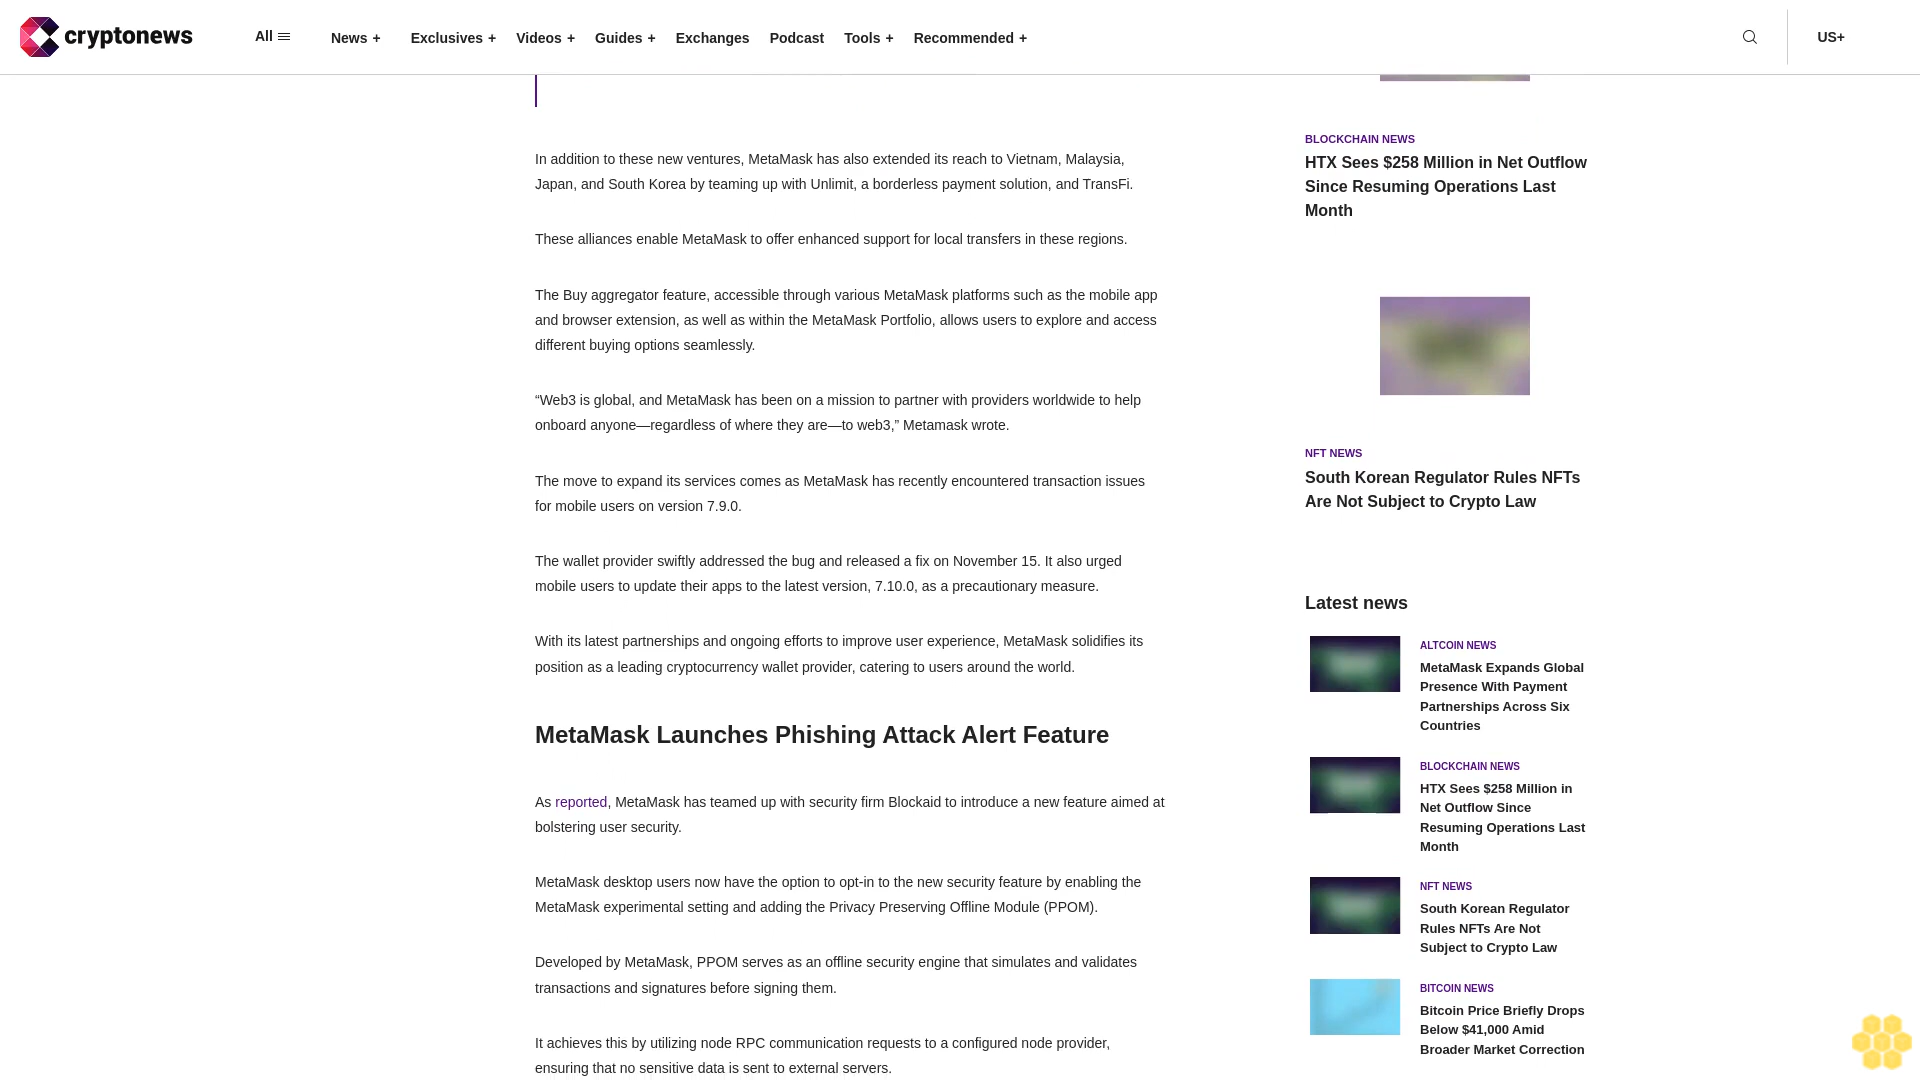 cryptonews
All
News +
Exclusives +
Videos +
Guides +
Exchanges
Podcast
Tools +
Recommended +
US+
In addition to these new ventures, MetaMask has also extended its reach to Vietnam, Malaysia,
Japan, and South Korea by teaming up with Unlimit, a borderless payment solution, and TransFi.
These alliances enable MetaMask to offer enhanced support for local transfers in these regions.
The Buy aggregator feature, accessible through various MetaMask platforms such as the mobile app
and browser extension, as well as within the MetaMask Portfolio, allows users to explore and access
different buying options seamlessly.
“Web3 is global, and MetaMask has been on a mission to partner with providers worldwide to help
onboard anyone—regardless of where they are—to web3,” Metamask wrote.
The move to expand its services comes as MetaMask has recently encountered transaction issues
for mobile users on version 7.9.0.
The wallet provider swiftly addressed the bug and released a fix on November 15. It also urged
mobile users to update their apps to the latest version, 7.10.0, as a precautionary measure.
With its latest partnerships and ongoing efforts to improve user experience, MetaMask solidifies its
position as a leading cryptocurrency wallet provider, catering to users around the world.
MetaMask Launches Phishing Attack Alert Feature
As reported, MetaMask has teamed up with security firm Blockaid to introduce a new feature aimed at
bolstering user security.
MetaMask desktop users now have the option to opt-in to the new security feature by enabling the
MetaMask experimental setting and adding the Privacy Preserving Offline Module (PPOM).
Developed by MetaMask, PPOM serves as an offline security engine that simulates and validates
transactions and signatures before signing them.
It achieves this by utilizing node RPC communication requests to a configured node provider,
ensuring that no sensitive data is sent to external servers.
BLOCKCHAIN NEWS
HTX Sees $258 Million in Net Outflow
Since Resuming Operations Last
Month
NFT NEWS
South Korean Regulator Rules NFTs
Are Not Subject to Crypto Law
Latest news
ALTCOIN NEWS
MetaMask Expands Global
Presence With Payment
Partnerships Across Six
Countries
BLOCKCHAIN NEWS
HTX Sees $258 Million in
Net Outflow Since
Resuming Operations Last
Month
NFT NEWS
South Korean Regulator
Rules NFTs Are Not
Subject to Crypto Law
BITCOIN NEWS
Bitcoin Price Briefly Drops
Below $41,000 Amid
Broader Market Correction